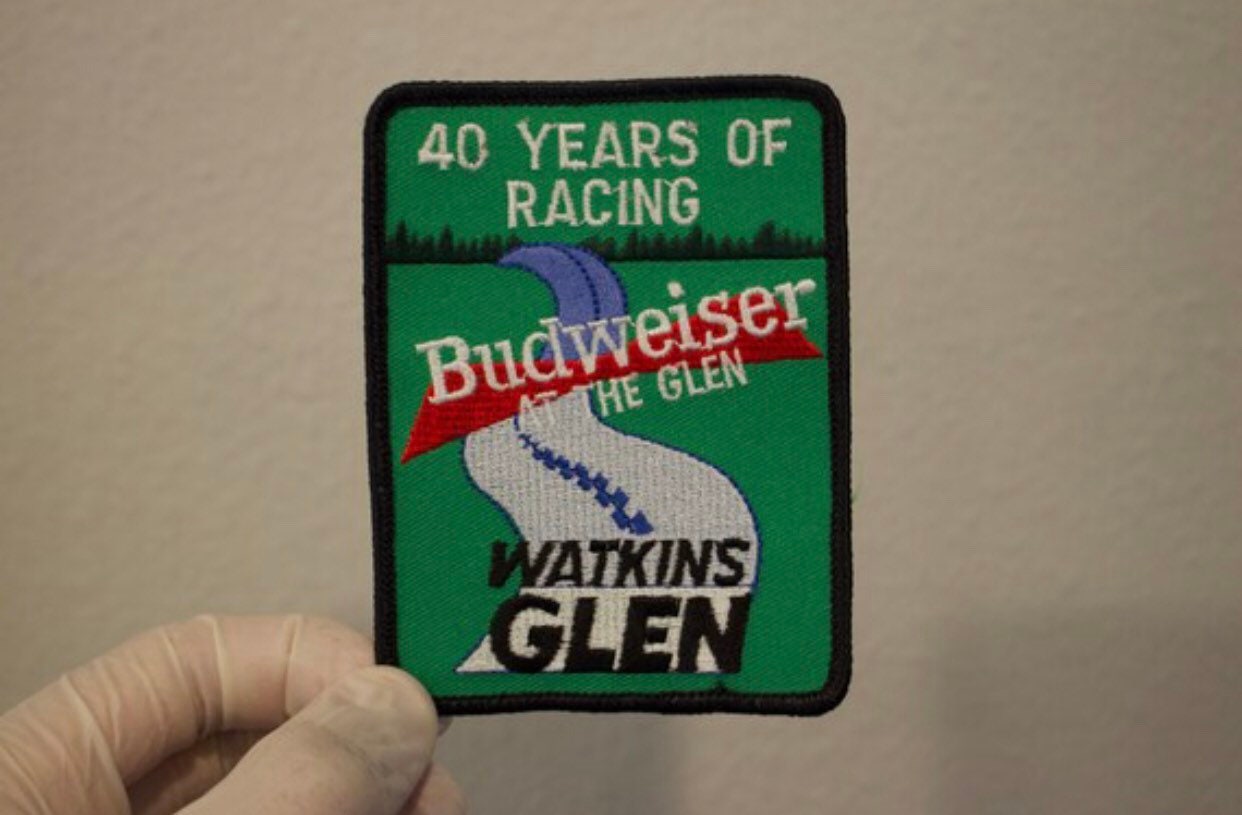 40 YEARS OF
RACING
Budweiser
AT THE GLEN
WATKINS
GLEN